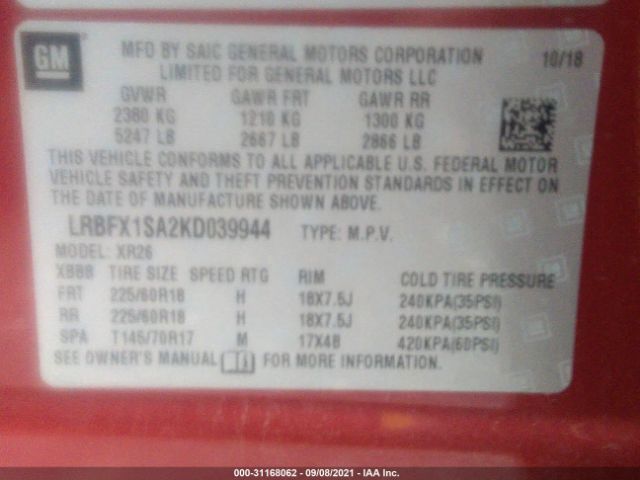 GM
MFD BY SAIC GENERAL MOTORS CORPORATION 10/18
LIMITED FOR GENERAL MOTORS LLC
GVWR GAWR FRT GAWR RR
2380 KG 1210 KG 1300 KG
5247 LB 2667 LB 2866 LB
THIS VEHICLE CONFORMS TO ALL APPLICABLE U.S. FEDERAL MOTOR
VEHICLE SAFETY AND THEFT PREVENTION STANDARDS IN EFFECT ON
THE DATE OF MANUFACTURE SHOWN ABOVE.
LRBFX1SA2KD039944 TYPE: M.P.V.
MODEL: XR26
XBBB TIRE SIZE SPEED RTG RIM COLD TIRE PRESSURE
FRT 225/60R18 H 18X7.5J 240KPA(35PSI)
RR 225/60R18 H 18X7.5J 240KPA(35PSI)
SPA T145/70R17 M 17X4B 420KPA(60PSI)
SEE OWNER'S MANUAL FOR MORE INFORMATION.
000-31168062 - 09/08/2021 - IAA Inc.